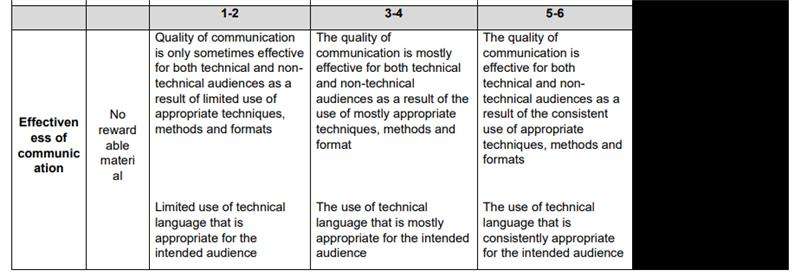 1-2
3-4
5-6
Effectiven
ess of
communic
ation
No
reward
able
materi
al
Quality of communication
is only sometimes effective
for both technical and non-
technical audiences as a
result of limited use of
appropriate techniques,
methods and formats
Limited use of technical
language that is
appropriate for the
intended audience
The quality of
communication is mostly
effective for both technical
and non-technical
audiences as a result of the
use of mostly appropriate
techniques, methods and
format
The use of technical
language that is mostly
appropriate for the intended
audience
The quality of
communication is
effective for both
technical and non-
technical audiences as a
result of the consistent
use of appropriate
techniques, methods and
formats
The use of technical
language that is
consistently appropriate
for the intended audience